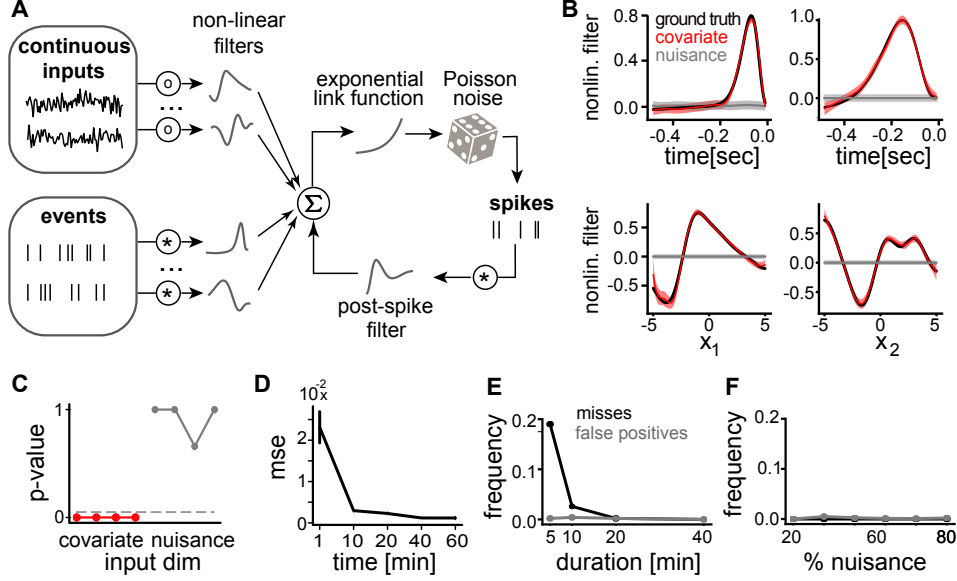 A
continuous
inputs
non-linear
filters
o
...
o
events
*
...
*
Σ
exponential
link function
Poisson
noise
spikes
*
post-spike
filter
B
nonlin. filter
0.8
0.4
0.0
ground truth
covariate
nuisance
-0.4
-0.2
0.0
time[sec]
1.0
0.5
0.0
-0.4
-0.2
0.0
time[sec]
nonlin. filter
0.5
0.0
-0.5
-5
0
5
x1
0.5
0.0
-0.5
-5
0
5
x2
C
p-value
1
0
covariate nuisance
input dim
D
10-2
x
mse
4
3
2
1
0
1 10 20 40 60
time [min]
E
frequency
0.2
0.1
0.0
misses
false positives
5 10 20 40
duration [min]
F
frequency
0.2
0.1
0.0
20 40 60 80
% nuisance